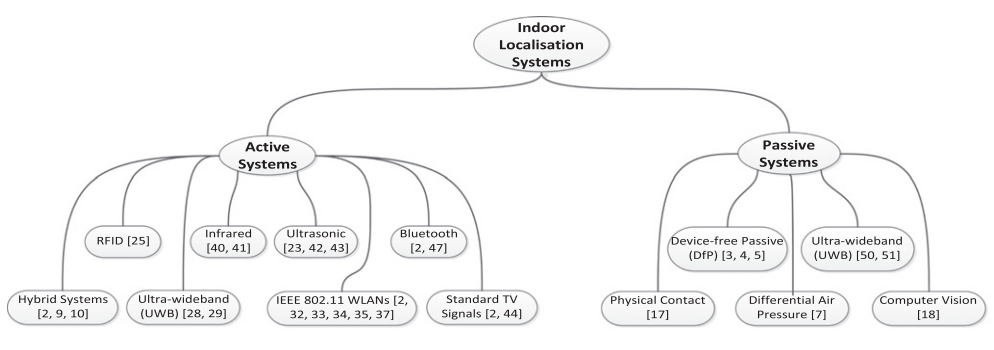 Indoor
Localisation
Systems
Active
Systems
Passive
Systems
RFID [25]
Infrared
[40, 41]
Ultrasonic
[23, 42, 43]
Bluetooth
[2, 47]
Device-free Passive
(DfP) [3, 4, 5]
Ultra-wideband
(UWB) [50, 51]
Hybrid Systems
[2, 9, 10]
Ultra-wideband
(UWB) [28, 29]
IEEE 802.11 WLANs [2,
32, 33, 34, 35, 37]
Standard TV
Signals [2, 44]
Physical Contact
[17]
Differential Air
Pressure [7]
Computer Vision
[18]